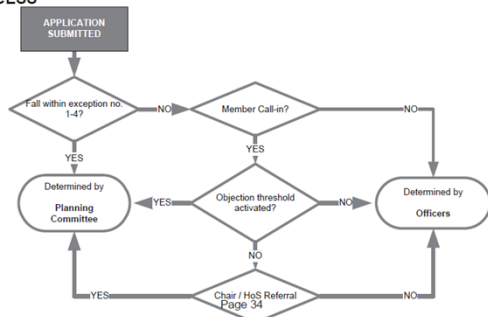 APPLICATION
SUBMITTED
Fall within exception no.
1-4?
NO
Member Call-in?
NO
YES
YES
Determined by
Planning
Committee
YES
Objection threshold
activated?
NO
Determined by
Officers
NO
YES
Chair / HoS Referral
NO
Page 34